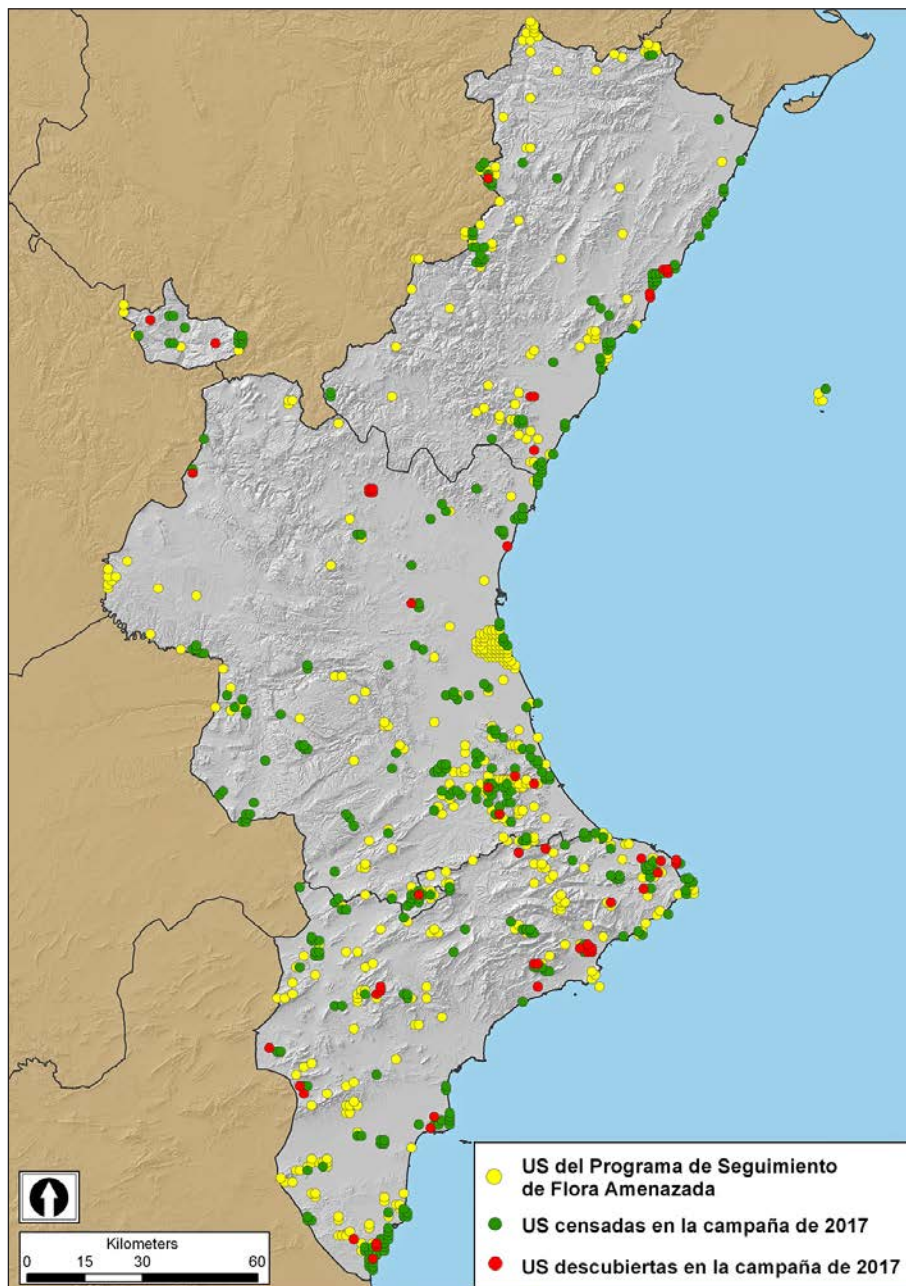 US del Programa de Seguimiento
de Flora Amenazada
US censadas en la campaña de 2017
US descubiertas en la campaña de 2017
Kilometers
0 15 30 60